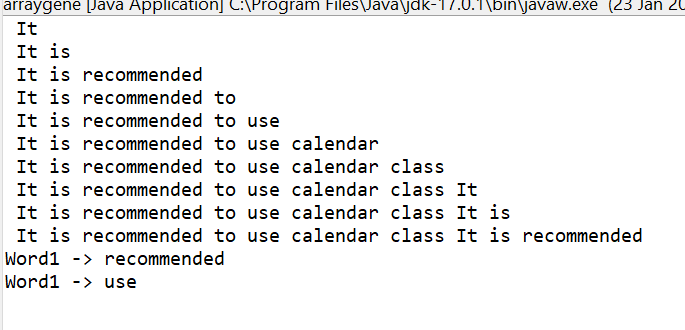 arraygene [Java Application] C:\Program Files\Java\jdk-17.0.1\bin\javaw.exe (23 Jan 20
It
It is
It is recommended
It is recommended to
It is recommended to use
It is recommended to use calendar
It is recommended to use calendar class
It is recommended to use calendar class It
It is recommended to use calendar class It is
It is recommended to use calendar class It is recommended
Word1 -> recommended
Word1 -> use